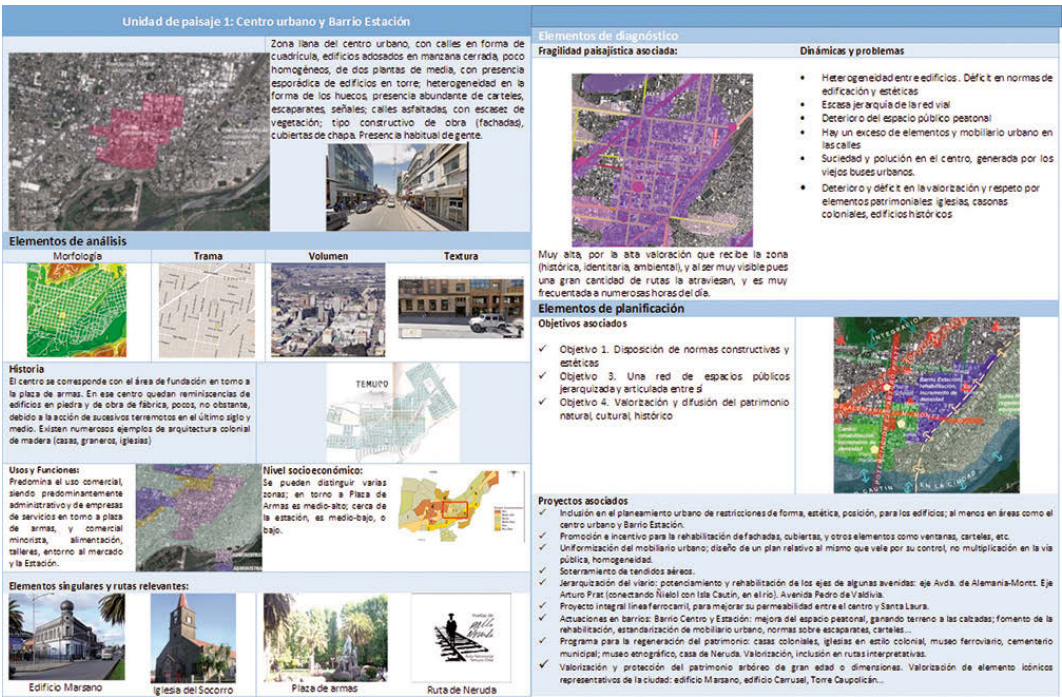 Unidad de paisaje 1: Centro urbano y Barrio Estación
Zona llana del centro urbano, con calles en forma de
cuadrícula, edificios adosados en manzana cerrada, poco
homogéneos, de dos plantas de media, con presencia
esporádica de edificios en torre; heterogeneidad en la
forma de los huecos, presencia abundante de carteles,
escaparates, señales; calles asfaltadas, con escasez de
vegetación; tipo constructivo de obra (fachadas),
cubiertas de chapa. Presencia habitual de gente.
Elementos de análisis
Morfología Trama Volumen Textura
Historia
El centro se corresponde con el área de fundación en torno a
la plaza de armas. En ese centro quedan reminiscencias de
edificios en piedra y de obra de fábrica, pocos, no obstante,
debido a la acción de sucesivos terremotos en el último siglo y
medio. Existen numerosos ejemplos de arquitectura colonial
de madera (casas, graneros, iglesias)
TEMUCO
Usos y Funciones:
Predomina el uso comercial,
siendo predominantemente
administrativo y de empresas
de servicios en torno a plaza
de armas, y comercial
minorista, alimentación,
talleres, entorno al mercado
y la Estación.
Nivel socioeconómico:
Se pueden distinguir varias
zonas; en torno a Plaza de
Armas es medio-alto; cerca de
la estación, es medio-bajo, o
bajo.
Elementos singulares y rutas relevantes:
Edificio Marsano
Iglesia del Socorro
Plaza de armas
Ruta de Neruda
Elementos de diagnóstico
Fragilidad paisajística asociada:
Muy alta, por la alta valoración que recibe la zona
(histórica, identitaria, ambiental), y al ser muy visible pues
una gran cantidad de rutas la atraviesan, y es muy
frecuentada a numerosas horas del día.
Dinámicas y problemas
• Heterogeneidad entre edificios. Déficit en normas de
edificación y estéticas
• Escasa jerarquía de la red vial
• Deterioro del espacio público peatonal
• Hay un exceso de elementos y mobiliario urbano en
las calles
• Suciedad y polución en el centro, generada por los
viejos buses urbanos.
• Deterioro y déficit en la valorización y respeto por
elementos patrimoniales: iglesias, casonas
coloniales, edificios históricos
Elementos de planificación
Objetivos asociados
✓ Objetivo 1. Disposición de normas constructivas y
estéticas
✓ Objetivo 3. Una red de espacios públicos
jerarquizada y articulada entre sí
✓ Objetivo 4. Valorización y difusión del patrimonio
natural, cultural, histórico
Barrio Estación:
rehabilitación,
incremento de
densidad
Centro:
rehabilitación,
incremento de
densidad
Proyectos asociados
✓ Inclusión en el planeamiento urbano de restricciones de forma, estética, posición, para los edificios; al menos en áreas como el
centro urbano y Barrio Estación.
✓ Promoción e incentivo para la rehabilitación de fachadas, cubiertas, y otros elementos como ventanas, carteles, etc.
✓ Uniformización del mobiliario urbano; diseño de un plan relativo al mismo que vele por su control, no multiplicación en la vía
pública, homogeneidad.
✓ Soterramiento de tendidos aéreos.
✓ Jerarquización del viario: potenciamiento y rehabilitación de los ejes de algunas avenidas: eje Avda. de Alemania-Montt. Eje
Arturo Prat (conectando Ñielol con Isla Cautín, en el río). Avenida Pedro de Valdivia.
✓ Proyecto integral línea ferrocarril, para mejorar su permeabilidad entre el centro y Santa Laura.
✓ Actuaciones en barrios: Barrio Centro y Estación: mejora del espacio peatonal, ganando terreno a las calzadas; fomento de la
rehabilitación, estandarización de mobiliario urbano, normas sobre escaparates, carteles...
✓ Programa para la regeneración del patrimonio: casas coloniales, iglesias en estilo colonial, museo ferroviario, cementerio
municipal; museo etnográfico, casa de Neruda. Valorización, inclusión en rutas interpretativas.
✓ Valorización y protección del patrimonio arbóreo de gran edad o dimensiones. Valorización de elemento icónicos
representativos de la ciudad: edificio Marsano, edificio Carrusel, Torre Caupolicán...